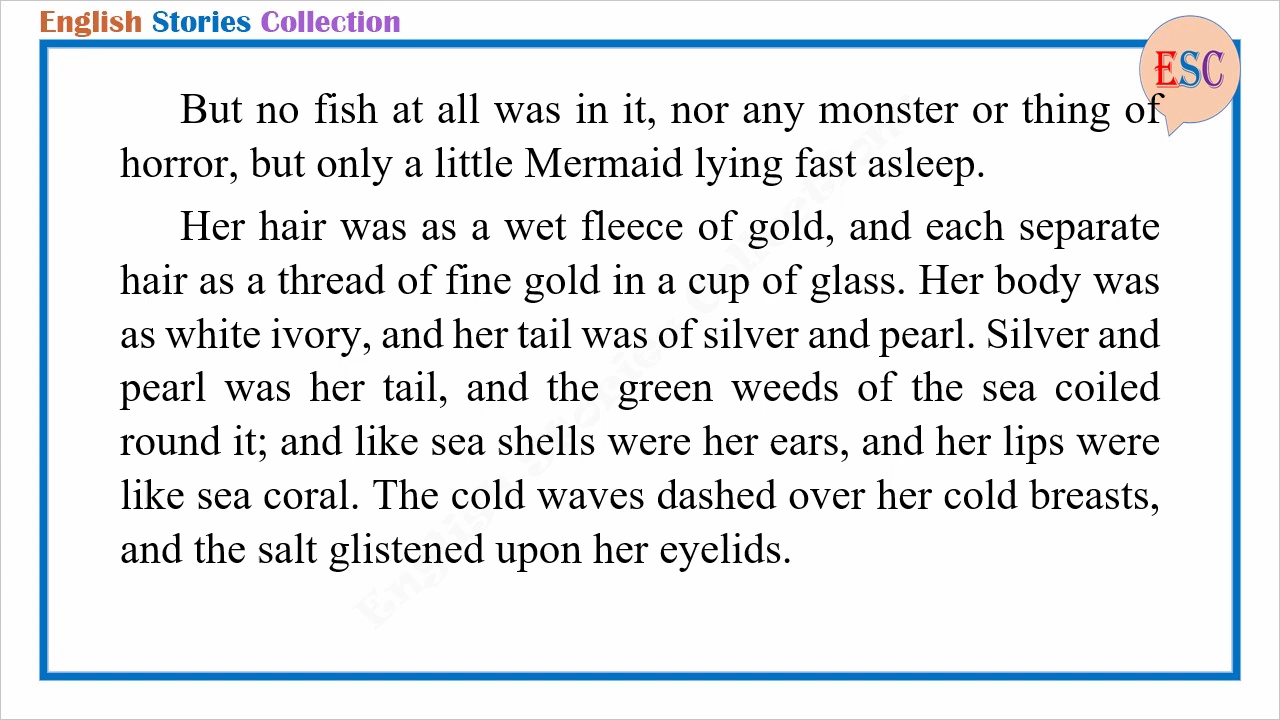 English Stories Collection
ESC
But no fish at all was in it, nor any monster or thing of
horror, but only a little Mermaid lying fast asleep.
Her hair was as a wet fleece of gold, and each separate
hair as a thread of fine gold in a cup of glass. Her body was
as white ivory, and her tail was of silver and pearl. Silver and
pearl was her tail, and the green weeds of the sea coiled
round it; and like sea shells were her ears, and her lips were
like sea coral. The cold waves dashed over her cold breasts,
and the salt glistened upon her eyelids.
English Stories Collection